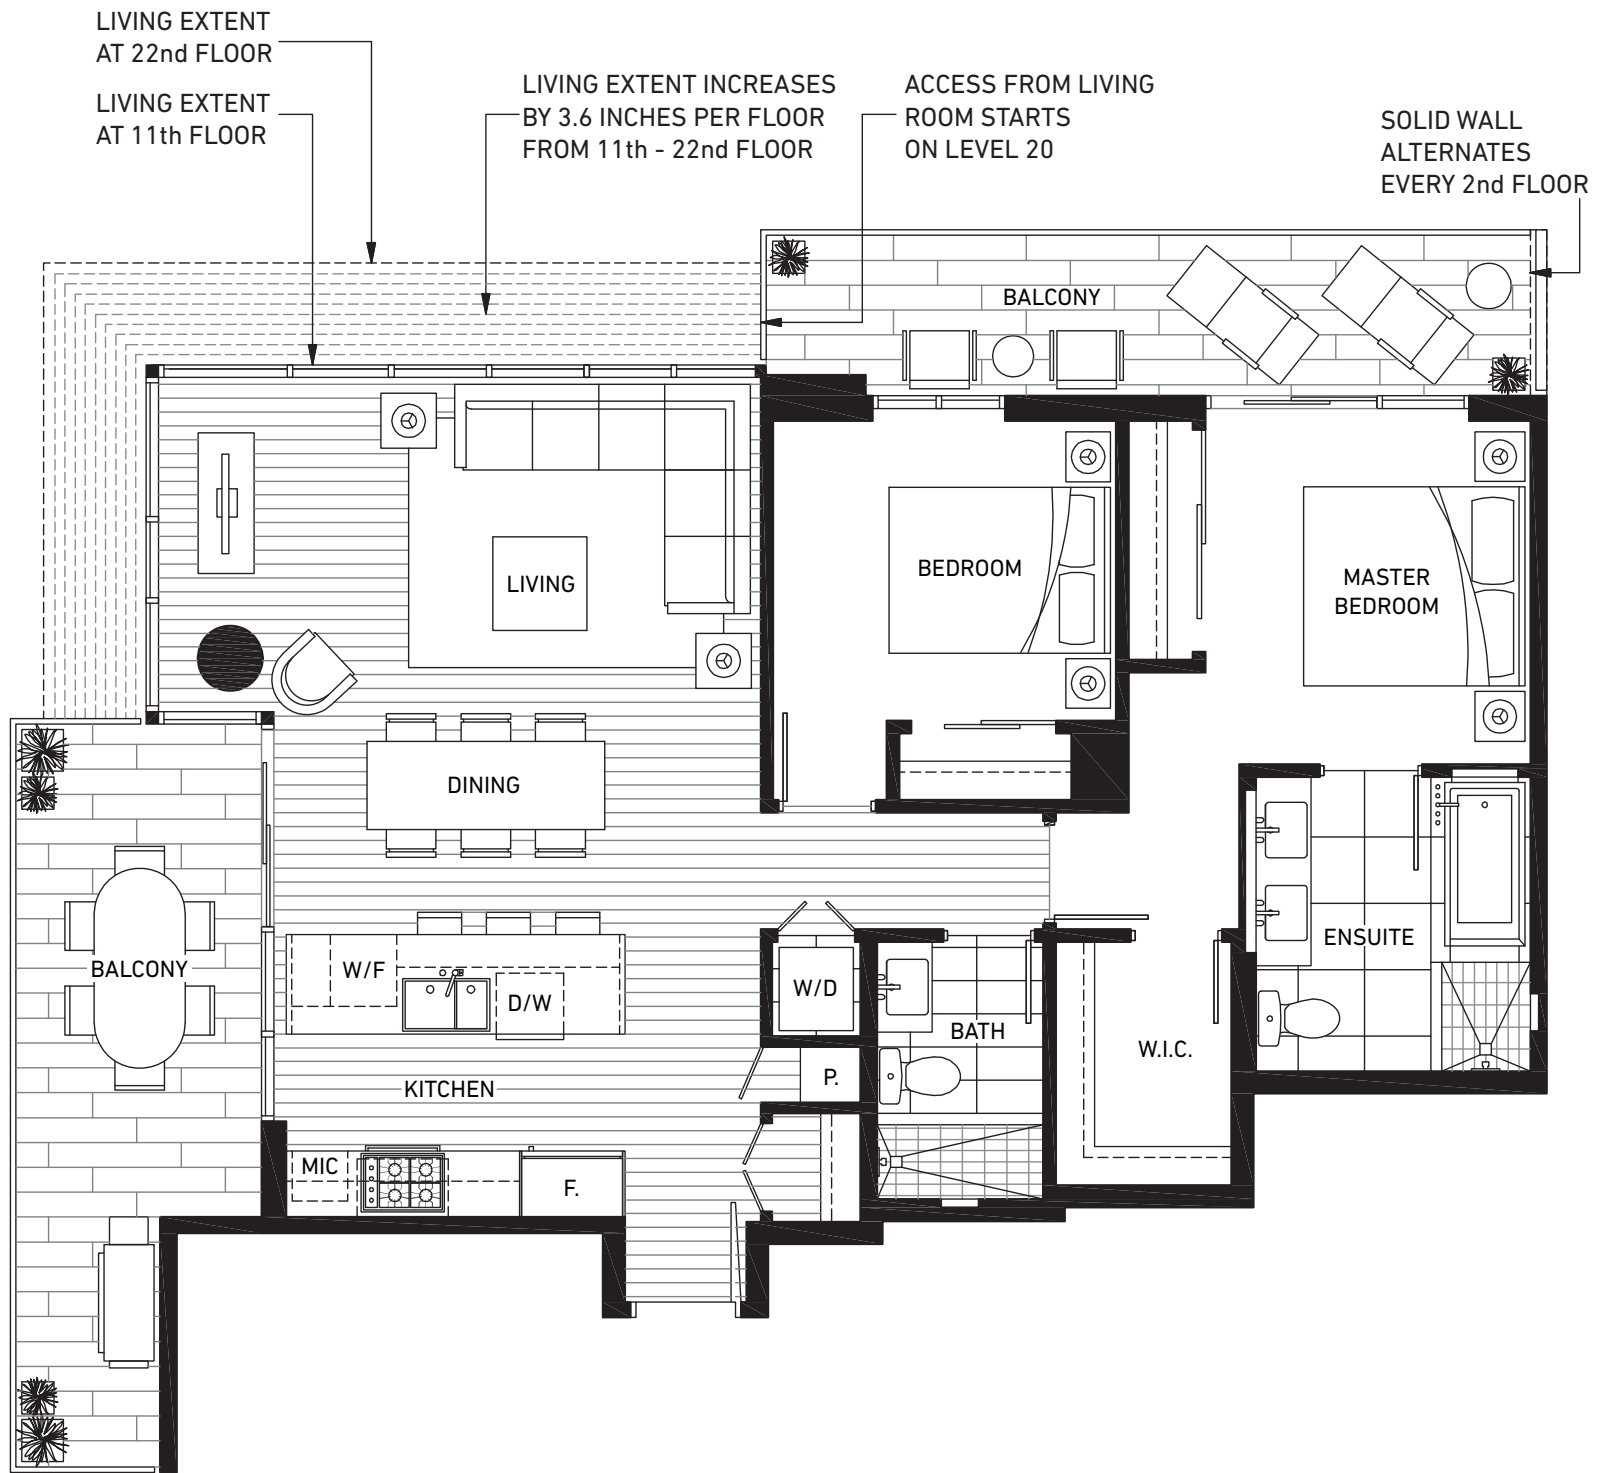 LIVING EXTENT
AT 22nd FLOOR
LIVING EXTENT
AT 11th FLOOR
LIVING EXTENT INCREASES
BY 3.6 INCHES PER FLOOR
FROM 11th - 22nd FLOOR
ACCESS FROM LIVING
ROOM STARTS
ON LEVEL 20
SOLID WALL
ALTERNATES
EVERY 2nd FLOOR
BALCONY
LIVING
BEDROOM
MASTER
BEDROOM
DINING
BALCONY
W/F
D/W
W/D
BATH
ENSUITE
W.I.C.
KITCHEN
P.
MIC
F.